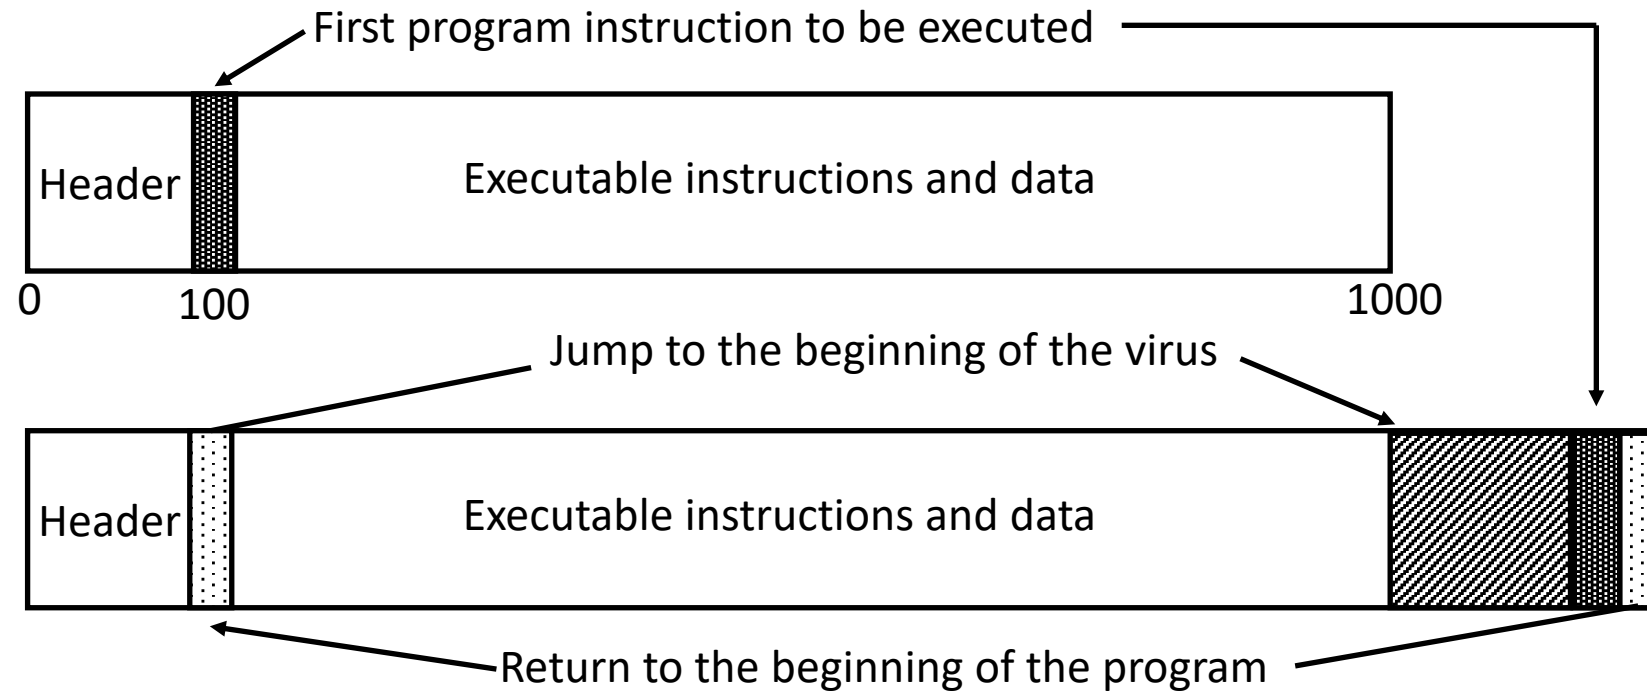 First program instruction to be executed
Header
Executable instructions and data
0
100
1000
Jump to the beginning of the virus
Header
Executable instructions and data
Return to the beginning of the program